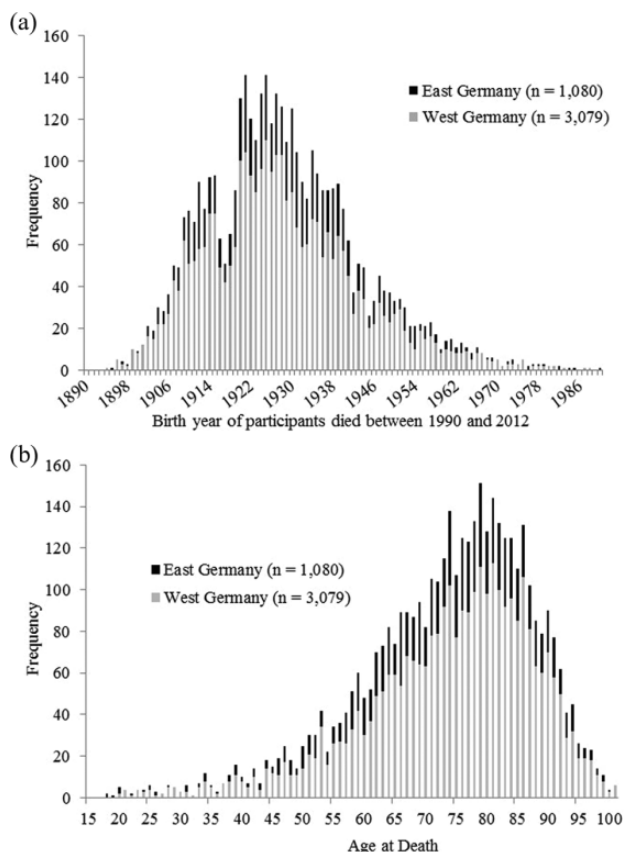 (a)
160
140
120
100
80
60
40
20
0
Frequency
East Germany (n = 1,080)
West Germany (n = 3,079)
1890
1898
1906
1914
1922
1930
1938
1946
1954
1962
1970
1978
1986
Birth year of participants died between 1990 and 2012
(b)
160
140
120
100
80
60
40
20
0
Frequency
East Germany (n = 1,080)
West Germany (n = 3,079)
15 20 25 30 35 40 45 50 55 60 65 70 75 80 85 90 95 100
Age at Death